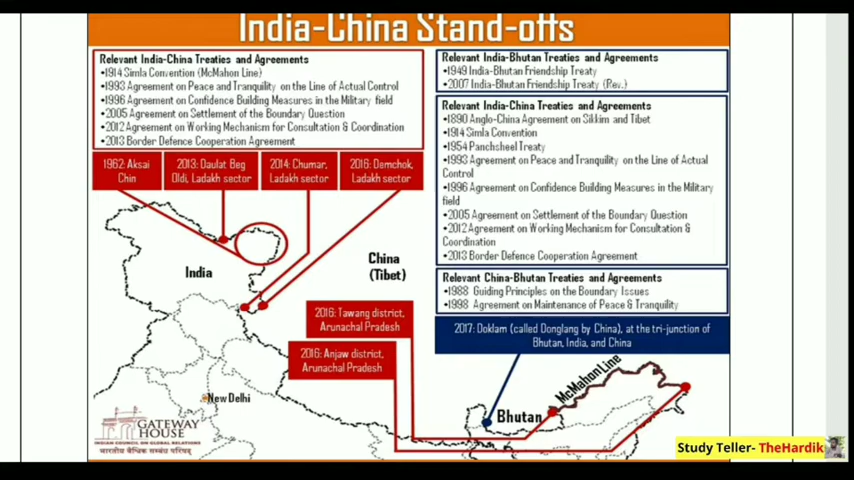 India-China Stand-offs
Relevant India-China Treaties and Agreements
•1914 Simla Convention (McMahon Line)
•1993 Agreement on Peace and Tranquility on the Line of Actual Control
•1996 Agreement on Confidence Building Measures in the Military field
•2005 Agreement on Settlement of the Boundary Question
•2012 Agreement on Working Mechanism for Consultation & Coordination
•2013 Border Defence Cooperation Agreement
Relevant India-Bhutan Treaties and Agreements
•1949 India-Bhutan Friendship Treaty
•2007 India-Bhutan Friendship Treaty (Rev.)
Relevant India-China Treaties and Agreements
•1890 Anglo-China Agreement on Sikkim and Tibet
•1914 Simla Convention
•1954 Panchsheel Treaty
•1993 Agreement on Peace and Tranquility on the Line of Actual
Control
•1996 Agreement on Confidence Building Measures in the Military
field
•2005 Agreement on Settlement of the Boundary Question
•2012 Agreement on Working Mechanism for Consultation &
Coordination
•2013 Border Defence Cooperation Agreement
Relevant China-Bhutan Treaties and Agreements
•1988 Guiding Principles on the Boundary Issues
•1998 Agreement on Maintenance of Peace & Tranquility
1962: Aksai
Chin
2013: Daulat Beg
Oldi, Ladakh sector
2014: Chumar,
Ladakh sector
2016: Demchok,
Ladakh sector
India
China
(Tibet)
2016: Tawang district,
Arunachal Pradesh
2016: Anjaw district,
Arunachal Pradesh
2017: Doklam (called Donglang by China), at the tri-junction of
Bhutan, India, and China
McMahon Line
New Delhi
Bhutan
GATEWAY
HOUSE
INDIAN COUNCIL ON GLOBAL RELATIONS
भारतीय वैश्विक सम्बंध परिषद्
Study Teller- TheHardik